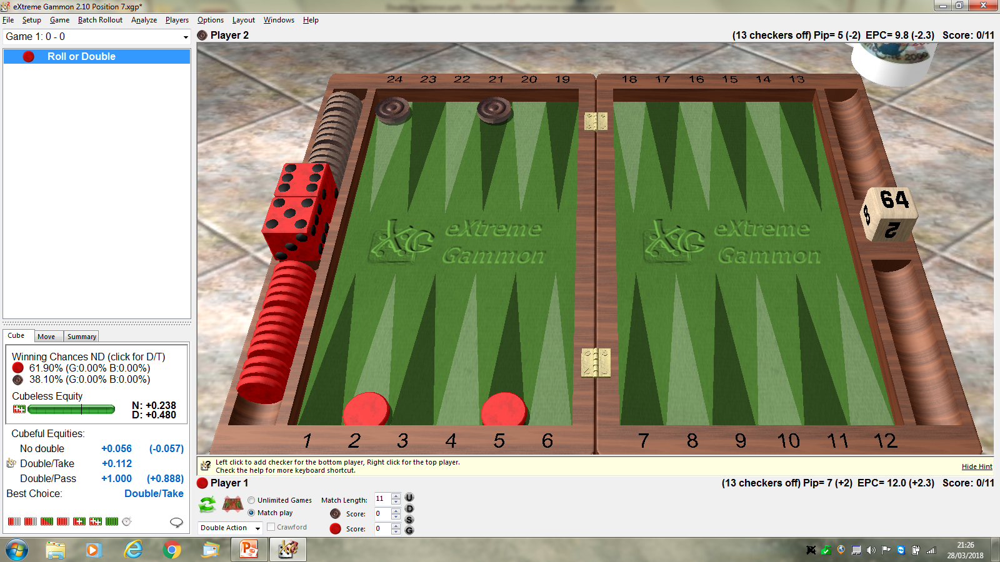 eXtreme Gammon 2.10 Position 7.xgp*
File Setup Game Batch Rollout Analyze Players Options Layout Windows Help
Game 1: 0 - 0
Player 2
(13 checkers off) Pip= 5 (-2) EPC= 9.8 (-2.3) Score: 0/11
Roll or Double
24 23 22 21 20 19 18 17 16 15 14 13
64
8
2
eXtreme
Gammon
XG
eXtreme
Gammon
XG
1 2 3 4 5 6 7 8 9 10 11 12
Cube Move Summary
Winning Chances ND (click for D/T)
61.90% (G:0.00% B:0.00%)
38.10% (G:0.00% B:0.00%)
Cubeless Equity
N: +0.238
D: +0.480
Cubeful Equities:
No double +0.056 (-0.057)
Double/Take +0.112
Double/Pass +1.000 (+0.888)
Best Choice: Double/Take
Left click to add checker for the bottom player, Right click for the top player.
Check the help for more keyboard shortcut.
Hide Hint
Player 1
(13 checkers off) Pip= 7 (+2) EPC= 12.0 (+2.3) Score: 0/11
Unlimited Games
Match play
Double Action
Crawford
Match Length: 11
Score: 0
Score: 0
U
D
S
G
21:26
28/03/2018